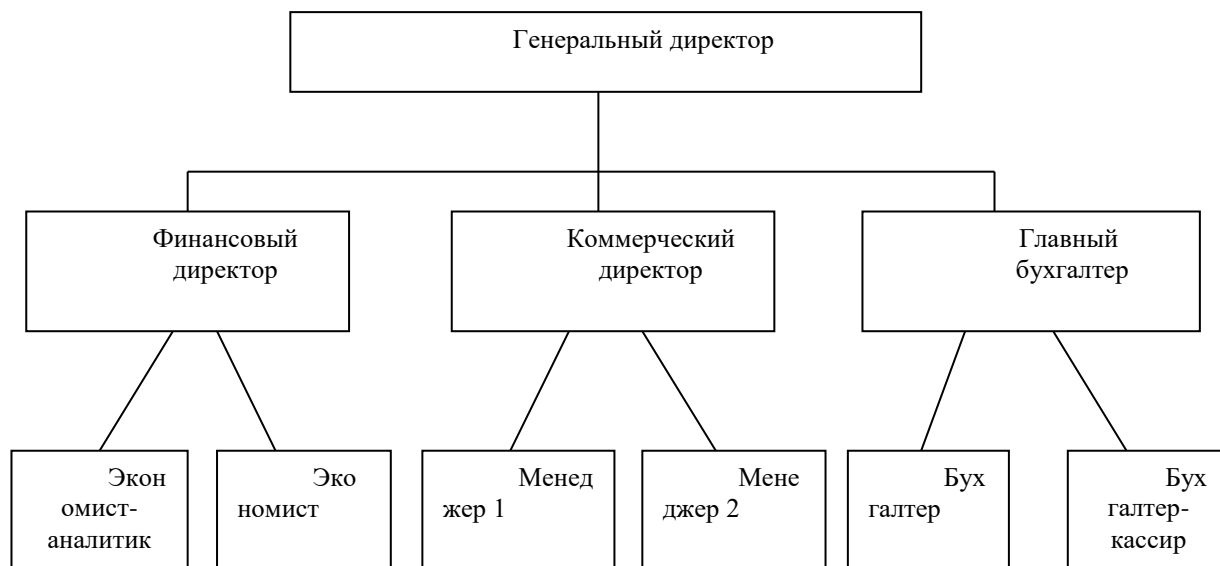 Генеральный директор
Финансовый
директор
Коммерческий
директор
Главный
бухгалтер
Экон
омист-
аналитик
Эко
номист
Менед
жер 1
Мене
джер 2
Бух
галтер
Бух
галтер-
кассир